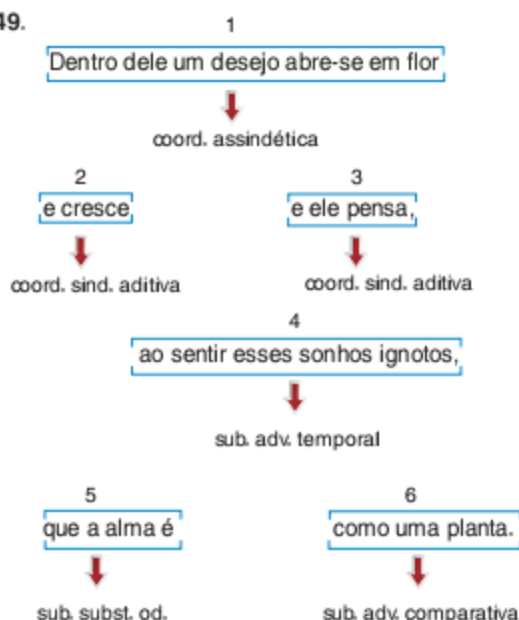 49.
1
Dentro dele um desejo abre-se em flor
coord. assindética
2 3
e cresce e ele pensa,
coord. sind. aditiva coord. sind. aditiva
4
ao sentir esses sonhos ignotos,
sub. adv. temporal
5 6
que a alma é como uma planta.
sub. subst. od. sub. adv. comparativa